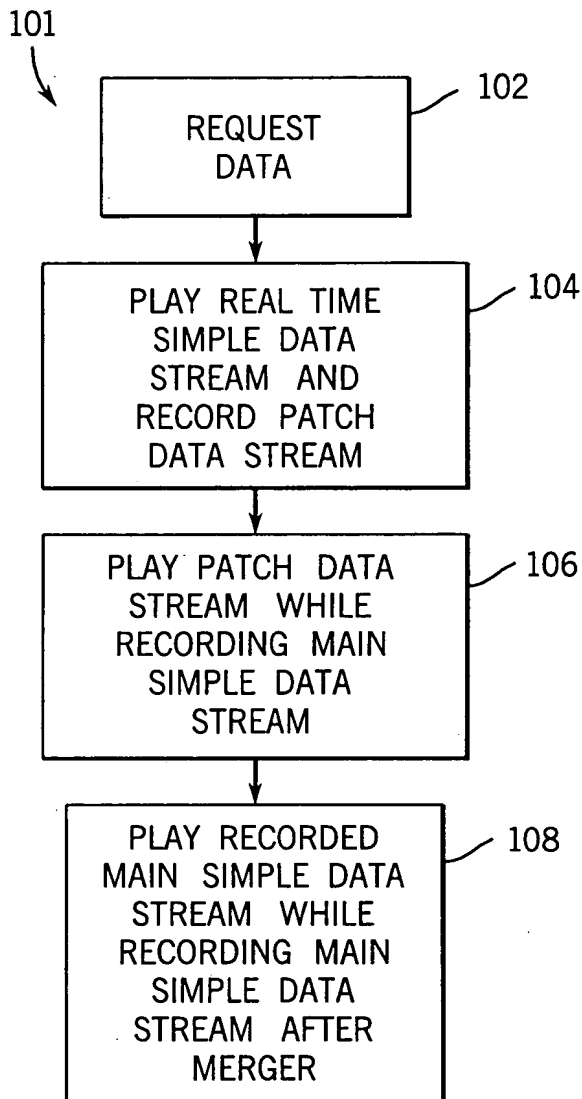 101
102
REQUEST
DATA
104
PLAY REAL TIME
SIMPLE DATA
STREAM AND
RECORD PATCH
DATA STREAM
106
PLAY PATCH DATA
STREAM WHILE
RECORDING MAIN
SIMPLE DATA
STREAM
108
PLAY RECORDED
MAIN SIMPLE DATA
STREAM WHILE
RECORDING MAIN
SIMPLE DATA
STREAM AFTER
MERGER